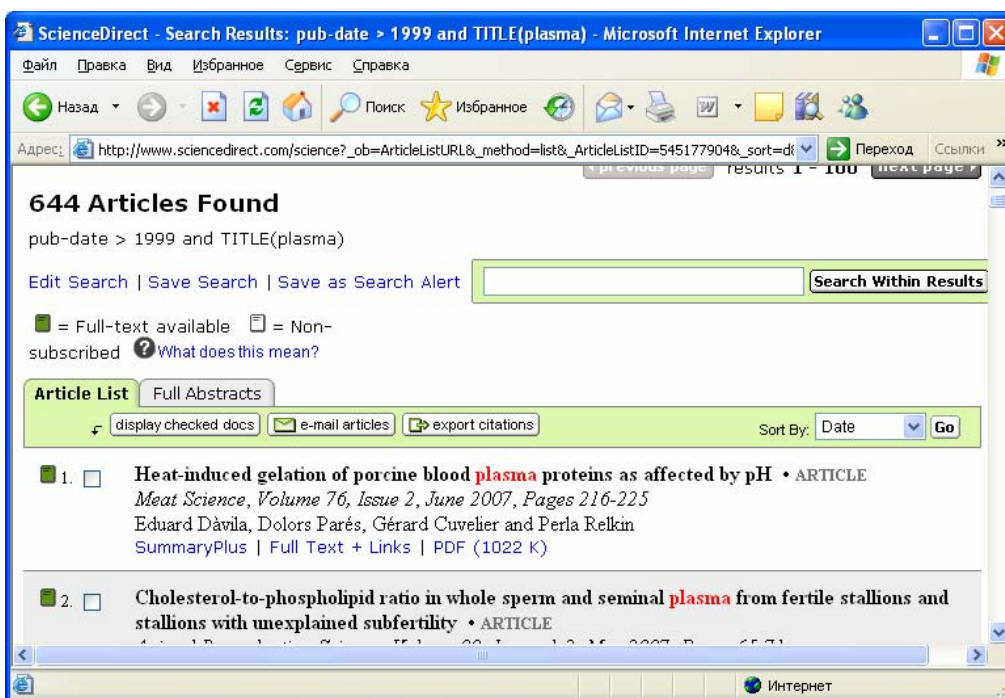 ScienceDirect - Search Results: pub-date > 1999 and TITLE(plasma) - Microsoft Internet Explorer
Файл Правка Вид Избранное Сервис Справка
Назад Поиск Избранное
Адрес: http://www.sciencedirect.com/science?_ob=ArticleListURL&_method=list&_ArticleListID=545177904&_sort=d& Переход Ссылки »
previous page results 1 - 100 next page
644 Articles Found
pub-date > 1999 and TITLE(plasma)
Edit Search | Save Search | Save as Search Alert Search Within Results
= Full-text available = Non-
subscribed What does this mean?
Article List Full Abstracts
display checked docs e-mail articles export citations Sort By: Date Go
1. Heat-induced gelation of porcine blood plasma proteins as affected by pH • ARTICLE
Meat Science, Volume 76, Issue 2, June 2007, Pages 216-225
Eduard Dàvila, Dolors Parés, Gérard Cuvelier and Perla Relkin
SummaryPlus | Full Text + Links | PDF (1022 K)
2. Cholesterol-to-phospholipid ratio in whole sperm and seminal plasma from fertile stallions and
stallions with unexplained subfertility • ARTICLE
Интернет